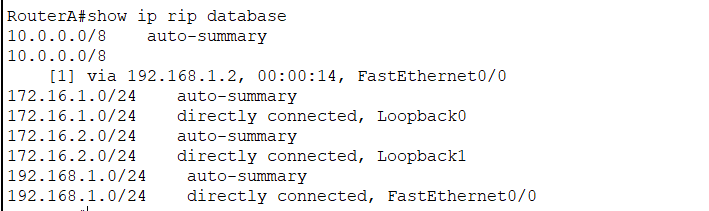 RouterA#show ip rip database
10.0.0.0/8    auto-summary
10.0.0.0/8
    [1] via 192.168.1.2, 00:00:14, FastEthernet0/0
172.16.1.0/24    auto-summary
172.16.1.0/24    directly connected, Loopback0
172.16.2.0/24    auto-summary
172.16.2.0/24    directly connected, Loopback1
192.168.1.0/24    auto-summary
192.168.1.0/24    directly connected, FastEthernet0/0